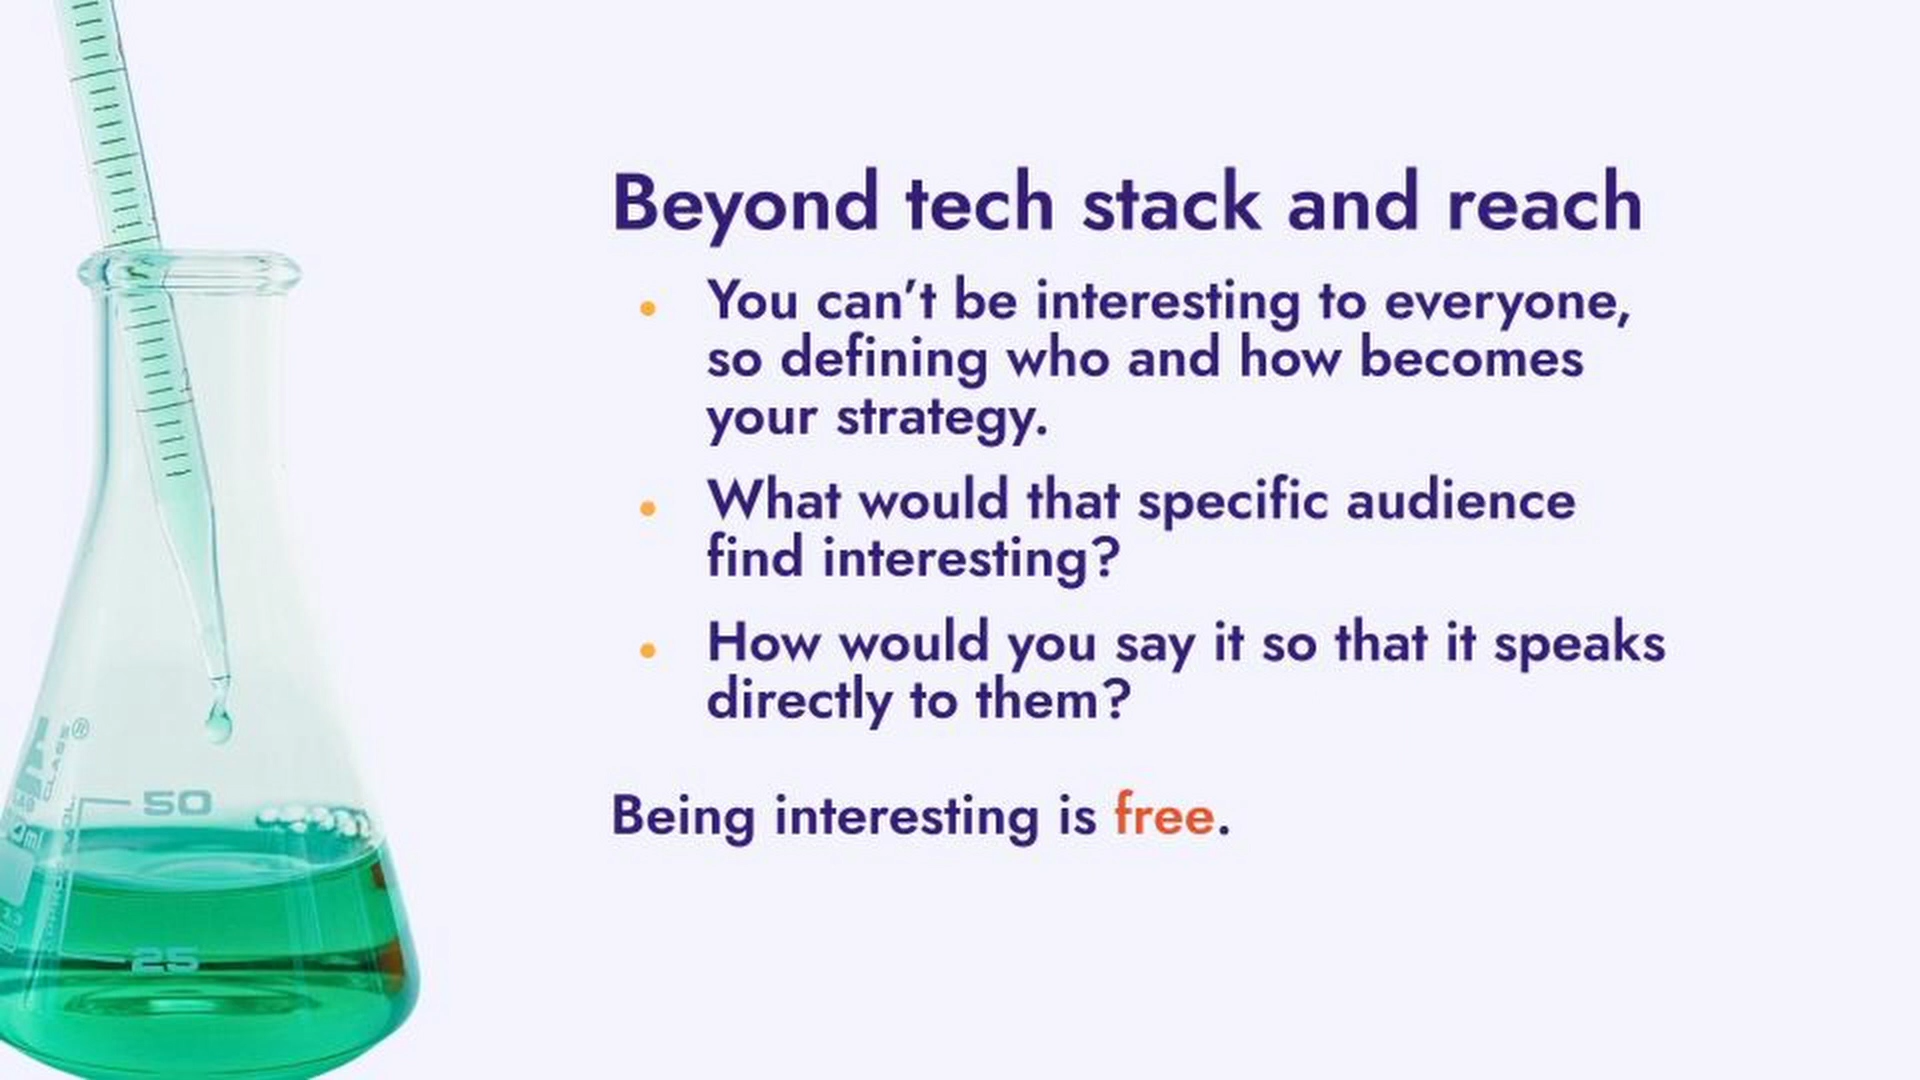 Beyond tech stack and reach
You can’t be interesting to everyone,
so defining who and how becomes
your strategy.
What would that specific audience
find interesting?
How would you say it so that it speaks
directly to them?
Being interesting is free.
CLASS®
50
25